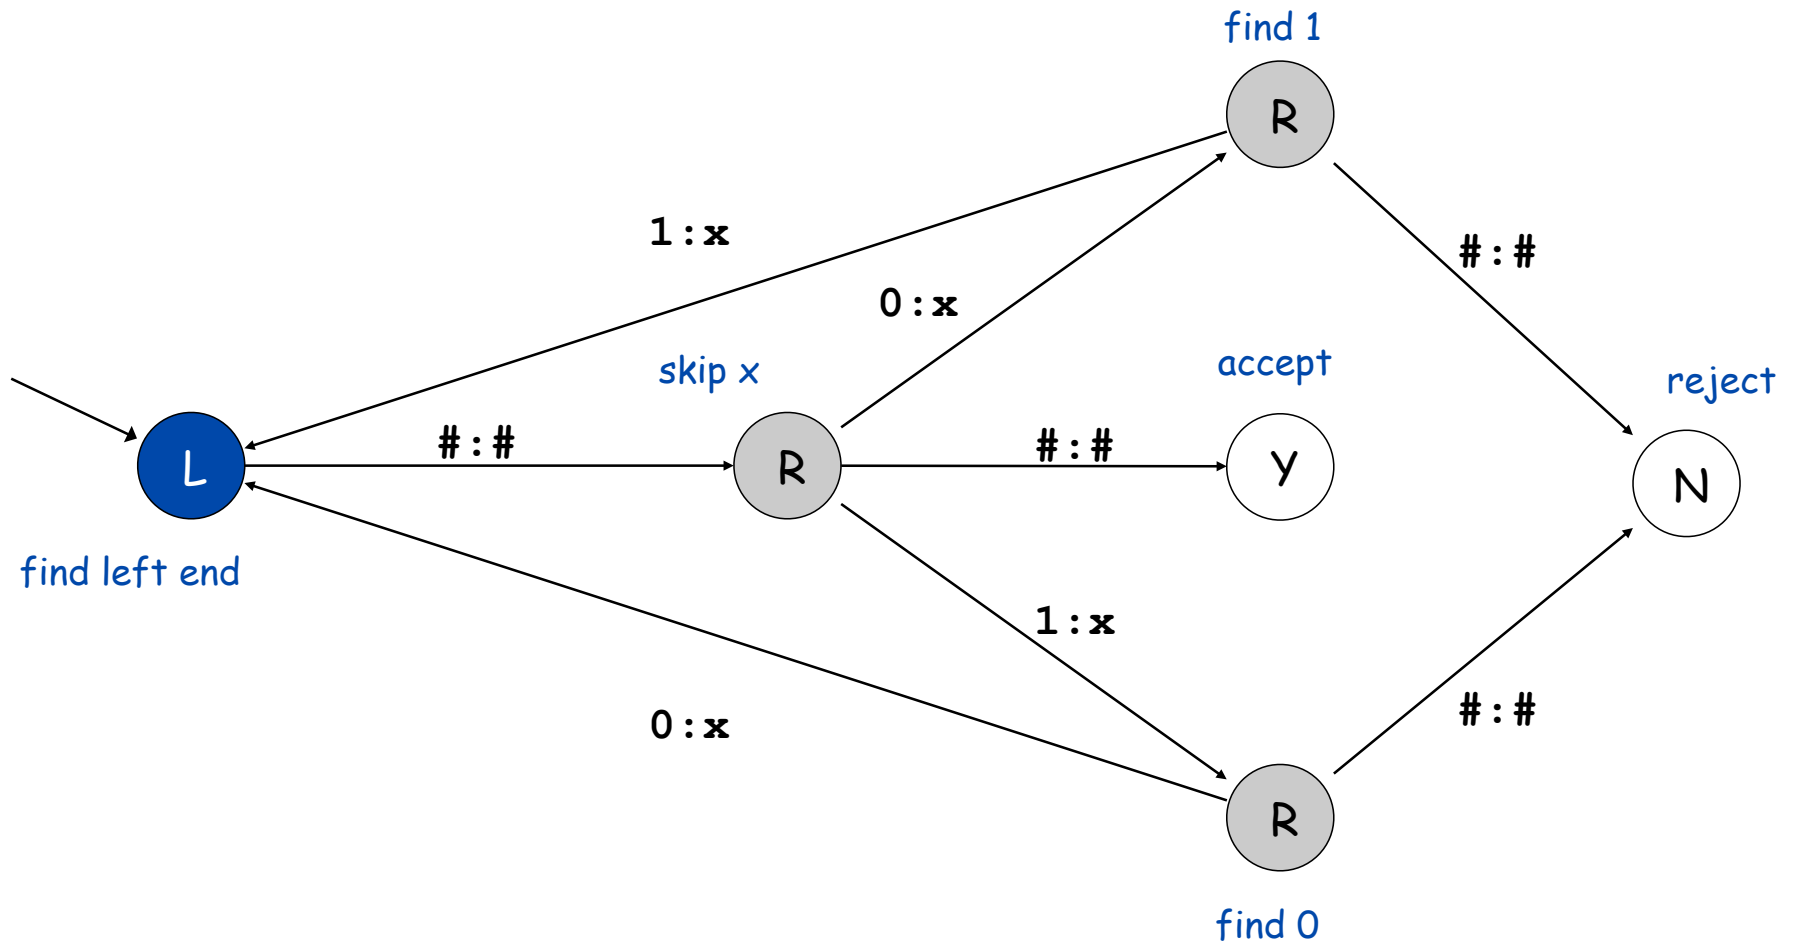 find 1
R
1:x
#:#
0:x
skip x
accept
reject
#:#
#:#
L
R
Y
N
find left end
1:x
0:x
#:#
R
find 0